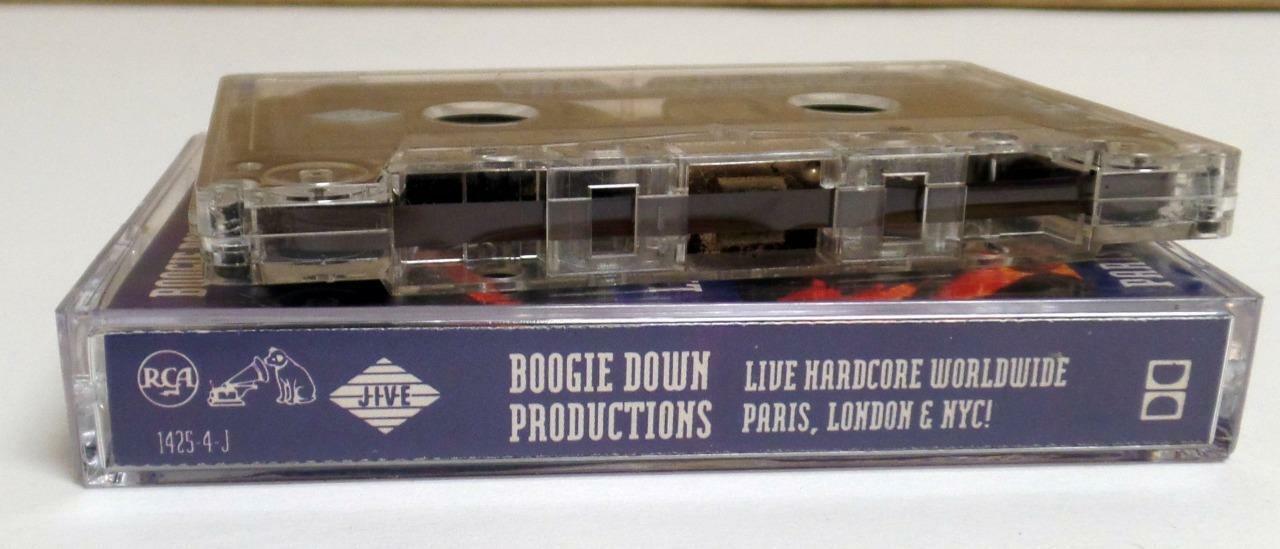 RCA
JIVE
1425-4-J
BOOGIE DOWN
PRODUCTIONS
LIVE HARDCORE WORLDWIDE
PARIS, LONDON & NYC!